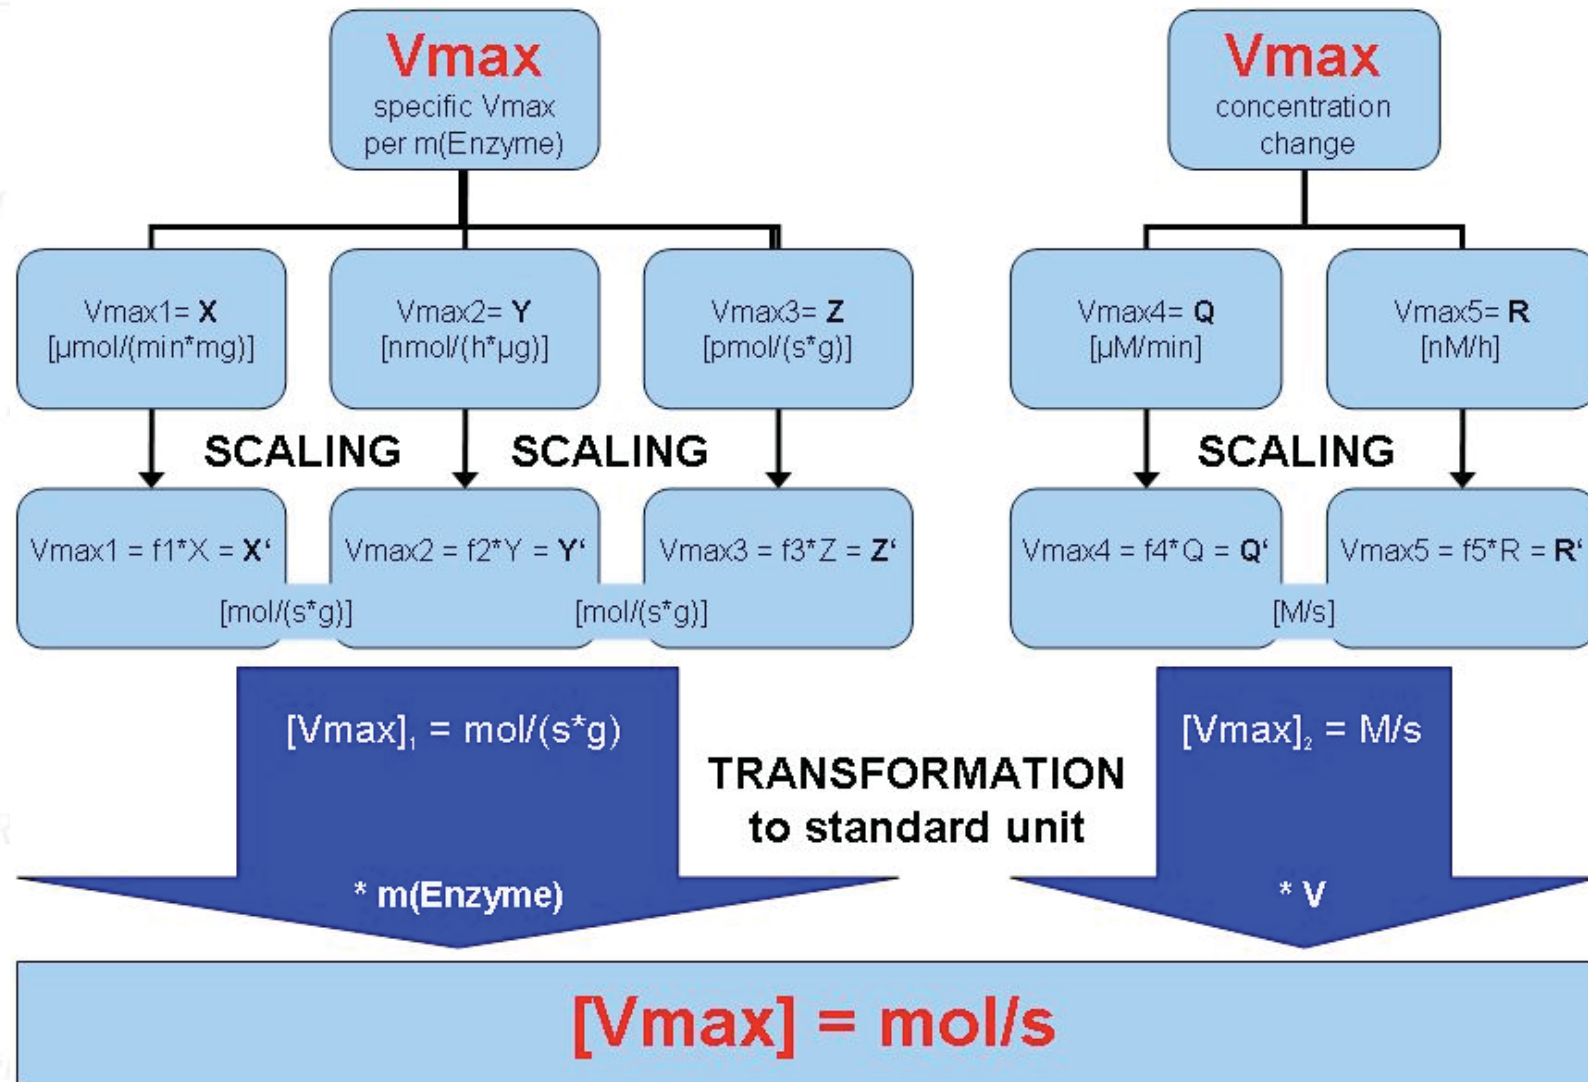 Vmax
specific Vmax
per m(Enzyme)
Vmax
concentration
change
Vmax1= X
[µmol/(min*mg)]
Vmax2= Y
[nmol/(h*µg)]
Vmax3= Z
[pmol/(s*g)]
Vmax4= Q
[µM/min]
Vmax5= R
[nM/h]
SCALING
SCALING
SCALING
Vmax1 = f1*X = X‘
Vmax2 = f2*Y = Y‘
Vmax3 = f3*Z = Z‘
Vmax4 = f4*Q = Q‘
Vmax5 = f5*R = R‘
[mol/(s*g)]
[mol/(s*g)]
[M/s]
[Vmax]₁ = mol/(s*g)
[Vmax]₂ = M/s
TRANSFORMATION
to standard unit
* m(Enzyme)
* V
[Vmax] = mol/s